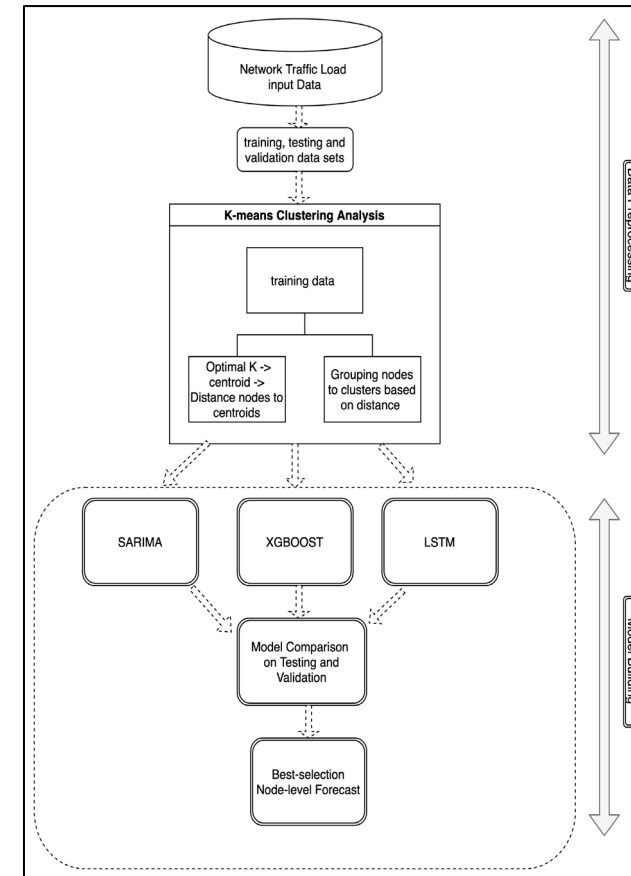 Network Traffic Load
input Data
training, testing and
validation data sets
K-means Clustering Analysis
training data
Optimal K ->
centroid ->
Distance nodes to
centroids
Grouping nodes
to clusters based
on distance
SARIMA
XGBOOST
LSTM
Model Comparison
on Testing and
Validation
Best-selection
Node-level Forecast